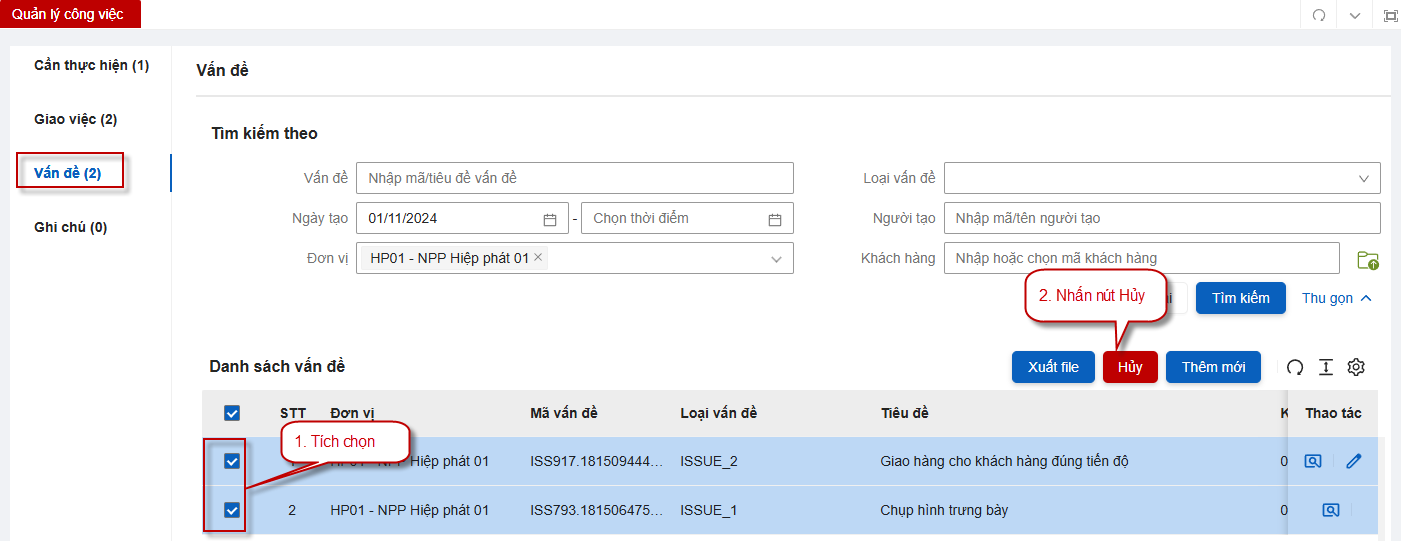 Quản lý công việc
Cần thực hiện (1)
Giao việc (2)
Vấn đề (2)
Ghi chú (0)
Vấn đề
Tìm kiếm theo
Vấn đề Nhập mã/tiêu đề vấn đề Loại vấn đề
Ngày tạo 01/11/2024 - Chọn thời điểm Người tạo Nhập mã/tên người tạo
Đơn vị HP01 - NPP Hiệp phát 01 Khách hàng Nhập hoặc chọn mã khách hàng
2. Nhấn nút Hủy Tìm kiếm Thu gọn
Danh sách vấn đề Xuất file Hủy Thêm mới
STT Đơn vị Mã vấn đề Loại vấn đề Tiêu đề Thao tác
1. Tích chọn
NPP Hiệp phát 01 ISS917.181509444... ISSUE_2 Giao hàng cho khách hàng đúng tiến độ 0
2 HP01 - NPP Hiệp phát 01 ISS793.181506475... ISSUE_1 Chụp hình trưng bày 0